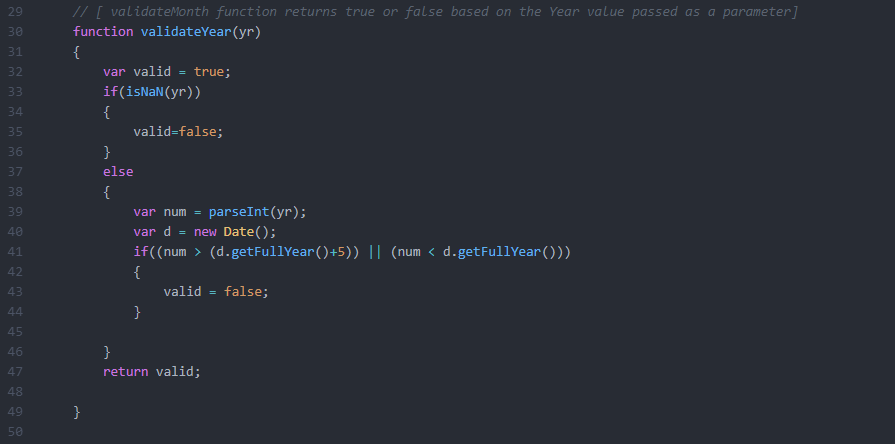 29 // [ validateMonth function returns true or false based on the Year value passed as a parameter]
30 function validateYear(yr)
31 {
32 var valid = true;
33 if(isNaN(yr))
34 {
35 valid=false;
36 }
37 else
38 {
39 var num = parseInt(yr);
40 var d = new Date();
41 if((num > (d.getFullYear()+5)) || (num < d.getFullYear()))
42 {
43 valid = false;
44 }
45
46 }
47 return valid;
48
49 }
50